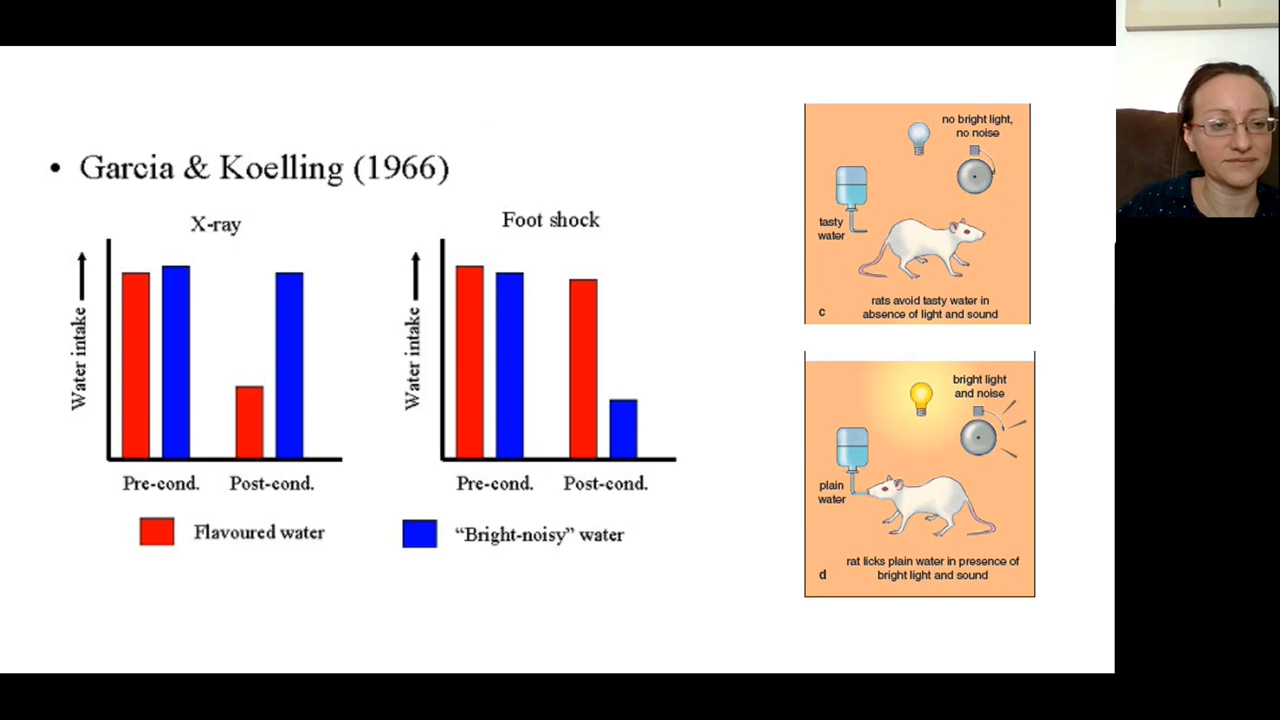 • Garcia & Koelling (1966)
X-ray
Water intake
Pre-cond. Post-cond.
Foot shock
Water intake
Pre-cond. Post-cond.
Flavoured water
“Bright-noisy” water
no bright light,
no noise
tasty
water
rats avoid tasty water in
absence of light and sound
c
bright light
and noise
plain
water
rat licks plain water in presence of
bright light and sound
d